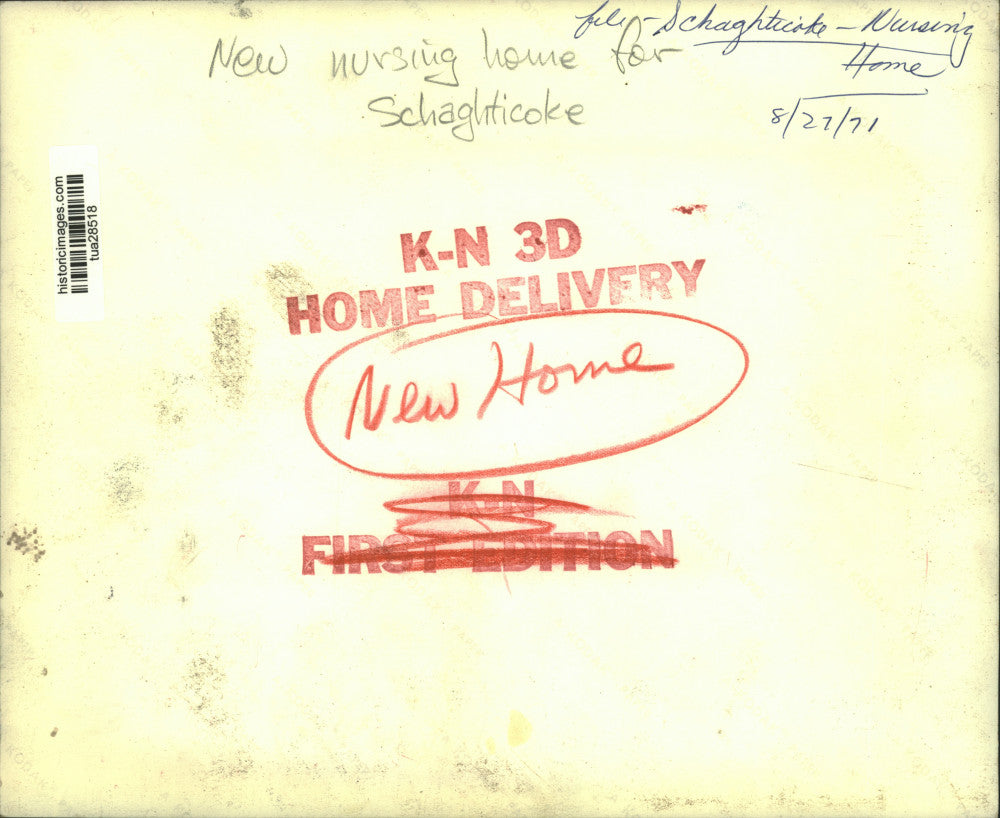 file - Schaghticoke - Nursing
Home
8/27/71
New nursing home for
Schaghticoke
historicimages.com
tua28518
K-N 3D
HOME DELIVERY
New Home
K-N
FIRST EDITION